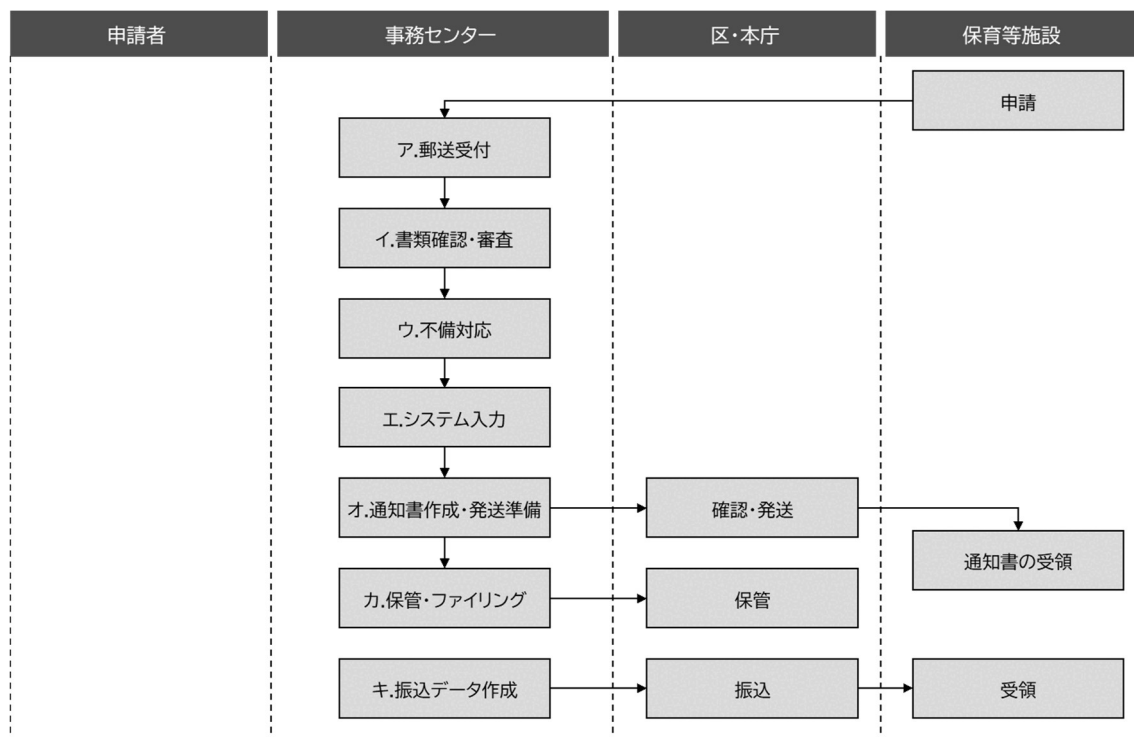 申請者
事務センター
区・本庁
保育等施設
申請
ア.郵送受付
イ.書類確認・審査
ウ.不備対応
エ.システム入力
オ.通知書作成・発送準備
確認・発送
通知書の受領
カ.保管・ファイリング
保管
キ.振込データ作成
振込
受領